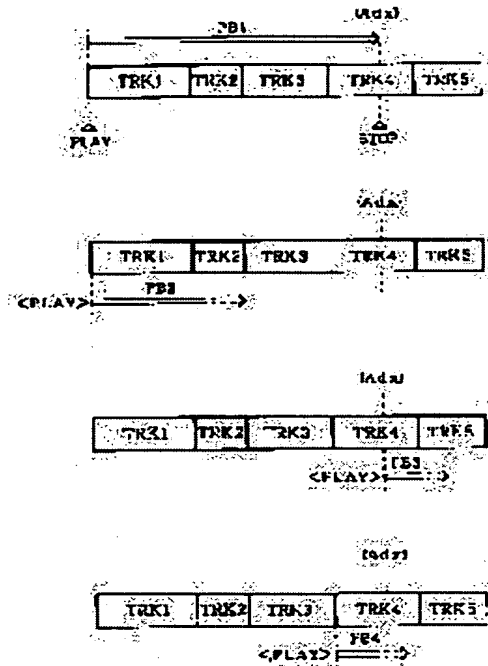 (Adx)
PB1
TRK1 TRK2 TRK3 TRK4 TRK5
PLAY STOP
(Adx)
TRK1 TRK2 TRK3 TRK4 TRK5
<PLAY> PB2
(Adx)
TRK1 TRK2 TRK3 TRK4 TRK5
<PLAY> PB3
(Adx)
TRK1 TRK2 TRK3 TRK4 TRK5
<PLAY> PB4